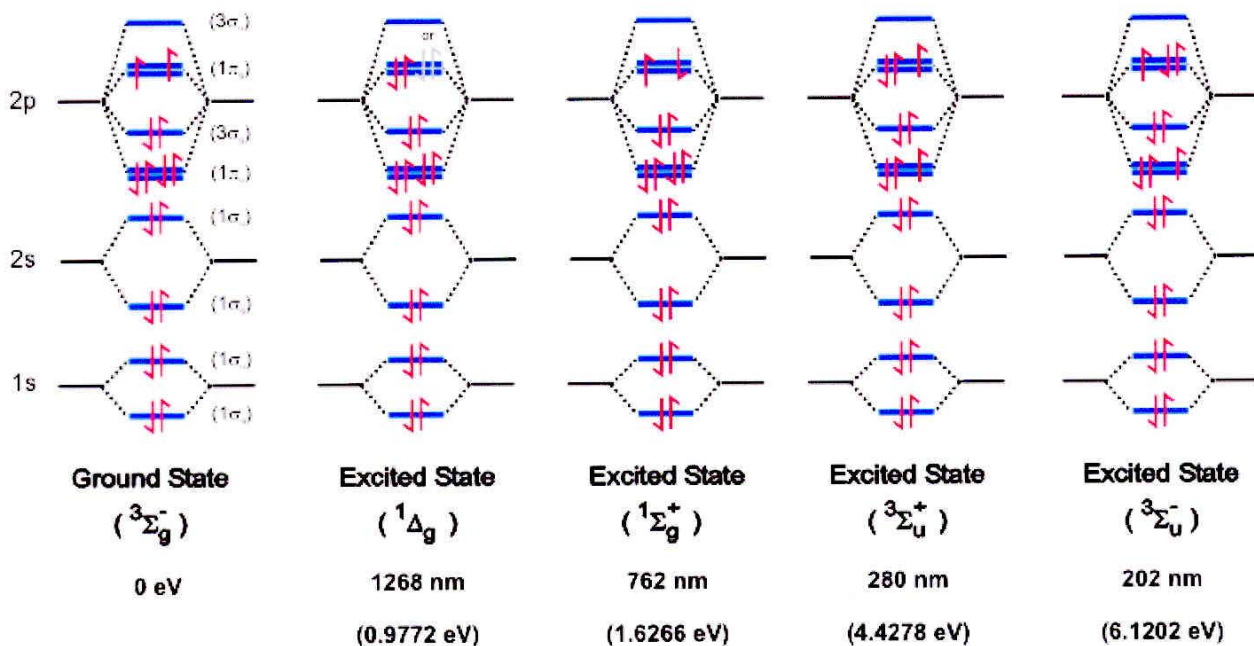 (3σᵤ)
or
(1π
2p
(3σ
(1π
(1σ
2s
(1σ
(1σ
1s
(1σ
Ground State
Excited State
Excited State
Excited State
Excited State
(³Σg⁻)
(¹Δg)
(¹Σg⁺)
(³Σu⁺)
(³Σu⁻)
0 eV
1268 nm
762 nm
280 nm
202 nm
(0.9772 eV)
(1.6266 eV)
(4.4278 eV)
(6.1202 eV)